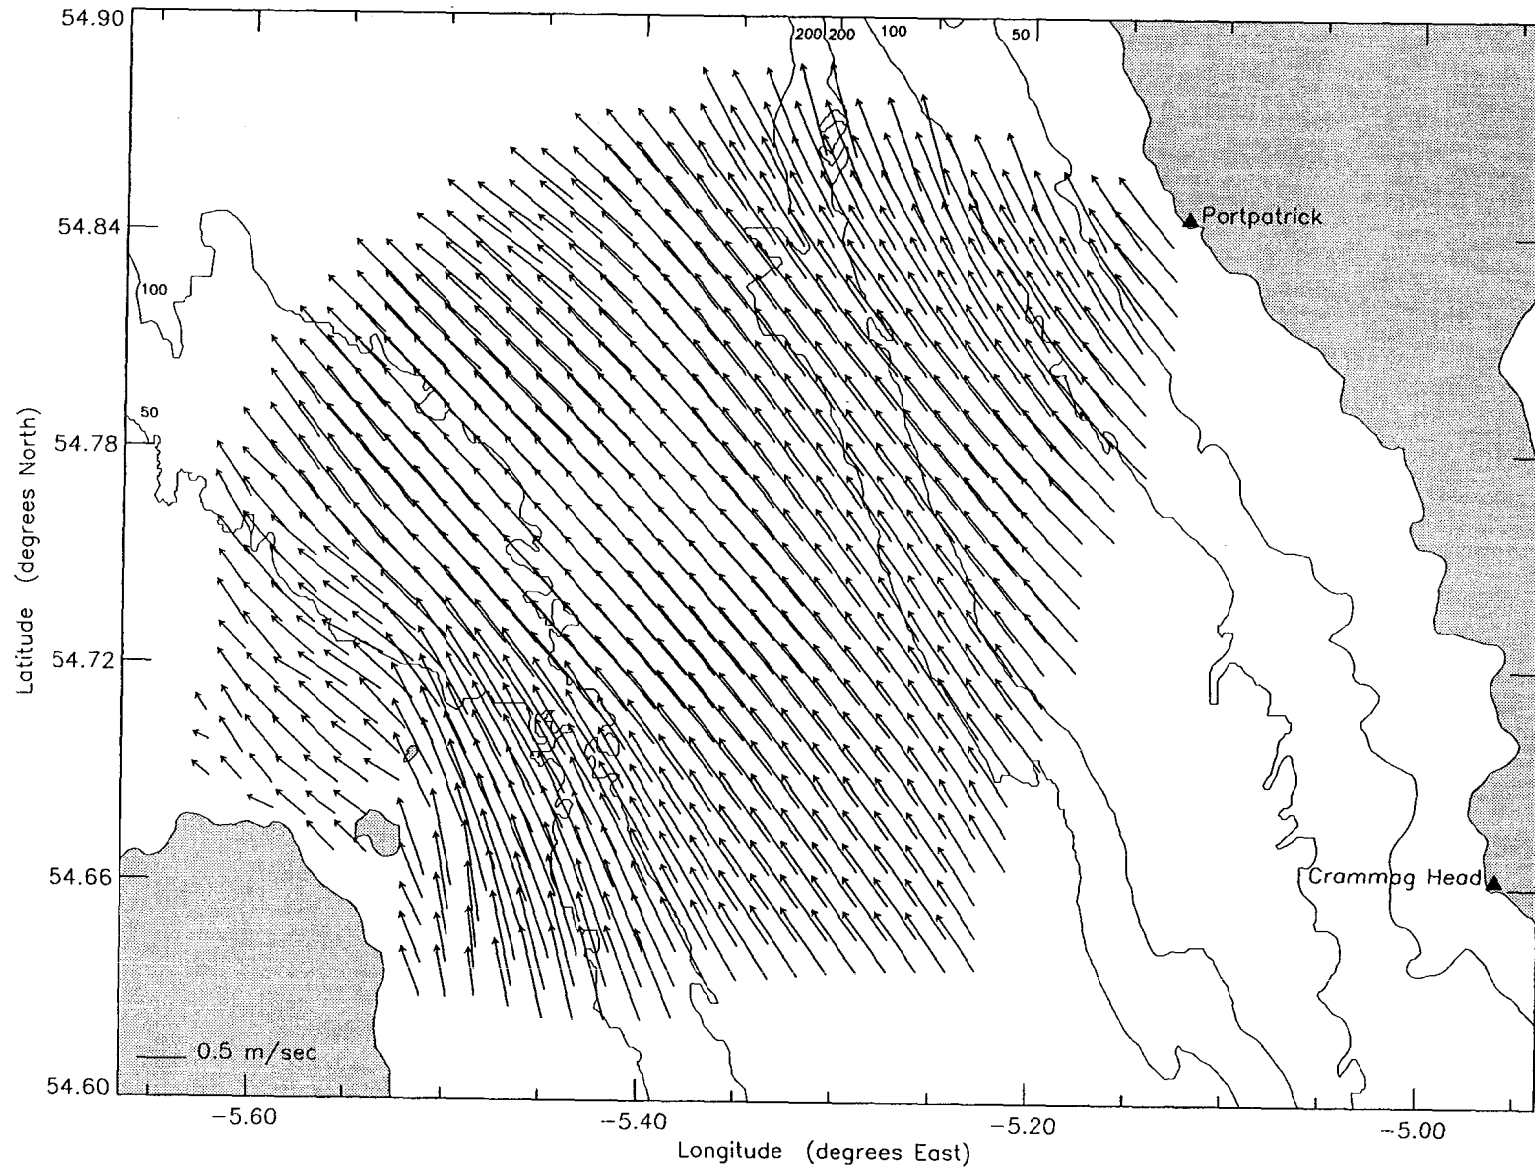 54.90
200 200 100 50
Portpatrick
54.84
100
50
54.78
Latitude (degrees North)
54.72
54.66
Crammag Head
0.5 m/sec
54.60
-5.60 -5.40 -5.20 -5.00
Longitude (degrees East)